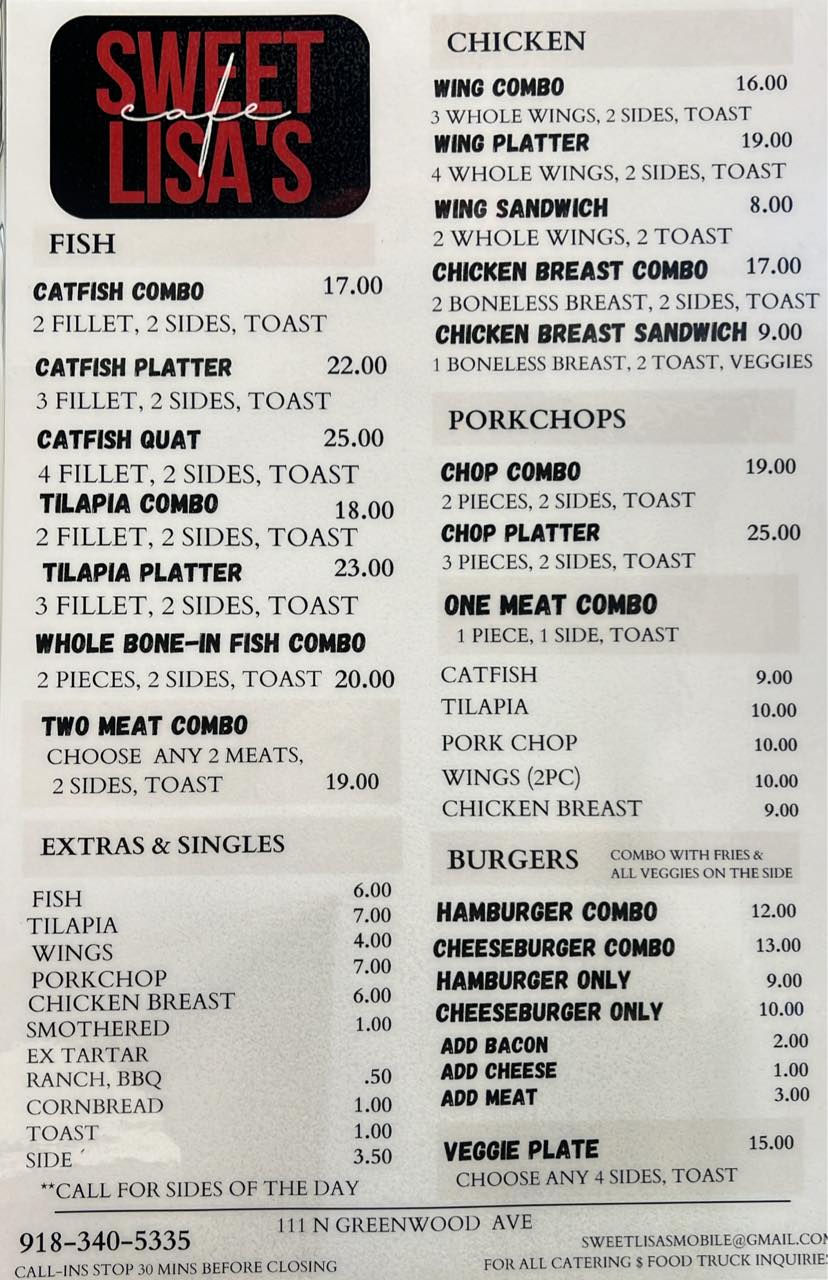 SWEET
cafe
LISA'S
FISH
CATFISH COMBO 17.00
2 FILLET, 2 SIDES, TOAST
CATFISH PLATTER 22.00
3 FILLET, 2 SIDES, TOAST
CATFISH QUAT 25.00
4 FILLET, 2 SIDES, TOAST
TILAPIA COMBO 18.00
2 FILLET, 2 SIDES, TOAST
TILAPIA PLATTER 23.00
3 FILLET, 2 SIDES, TOAST
WHOLE BONE-IN FISH COMBO
2 PIECES, 2 SIDES, TOAST 20.00
TWO MEAT COMBO
CHOOSE ANY 2 MEATS,
2 SIDES, TOAST 19.00
EXTRAS & SINGLES
FISH 6.00
TILAPIA 7.00
WINGS 4.00
PORKCHOP 7.00
CHICKEN BREAST 6.00
SMOTHERED 1.00
EX TARTAR
RANCH, BBQ .50
CORNBREAD 1.00
TOAST 1.00
SIDE 3.50
**CALL FOR SIDES OF THE DAY
CHICKEN
WING COMBO 16.00
3 WHOLE WINGS, 2 SIDES, TOAST
WING PLATTER 19.00
4 WHOLE WINGS, 2 SIDES, TOAST
WING SANDWICH 8.00
2 WHOLE WINGS, 2 TOAST
CHICKEN BREAST COMBO 17.00
2 BONELESS BREAST, 2 SIDES, TOAST
CHICKEN BREAST SANDWICH 9.00
1 BONELESS BREAST, 2 TOAST, VEGGIES
PORKCHOPS
CHOP COMBO 19.00
2 PIECES, 2 SIDES, TOAST
CHOP PLATTER 25.00
3 PIECES, 2 SIDES, TOAST
ONE MEAT COMBO
1 PIECE, 1 SIDE, TOAST
CATFISH 9.00
TILAPIA 10.00
PORK CHOP 10.00
WINGS (2PC) 10.00
CHICKEN BREAST 9.00
BURGERS
COMBO WITH FRIES &
ALL VEGGIES ON THE SIDE
HAMBURGER COMBO 12.00
CHEESEBURGER COMBO 13.00
HAMBURGER ONLY 9.00
CHEESEBURGER ONLY 10.00
ADD BACON 2.00
ADD CHEESE 1.00
ADD MEAT 3.00
VEGGIE PLATE 15.00
CHOOSE ANY 4 SIDES, TOAST
111 N GREENWOOD AVE
918-340-5335
CALL-INS STOP 30 MINS BEFORE CLOSING
SWEETLISASMOBILE@GMAIL.COM
FOR ALL CATERING $ FOOD TRUCK INQUIRIES